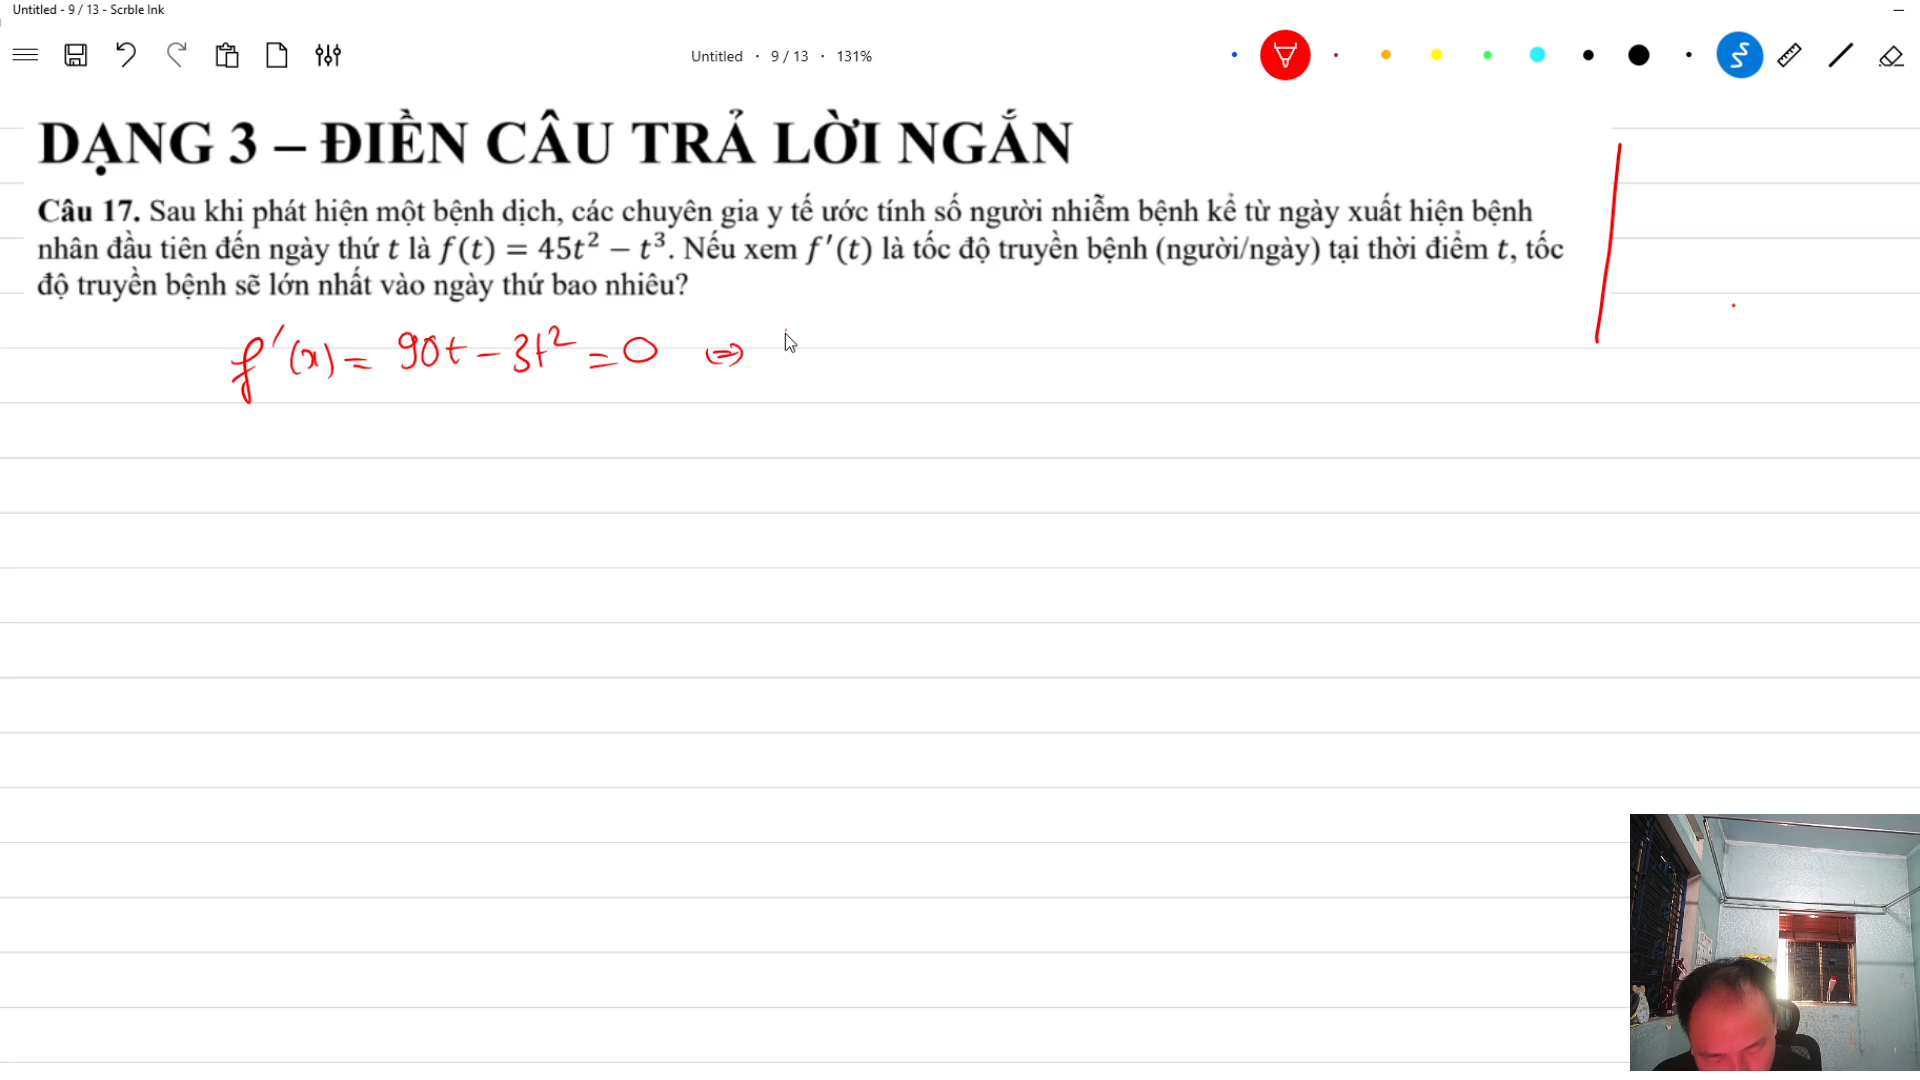 Untitled - 9 / 13 - Scrble Ink
Untitled · 9 / 13 · 131%
DẠNG 3 – ĐIỀN CÂU TRẢ LỜI NGẮN
Câu 17. Sau khi phát hiện một bệnh dịch, các chuyên gia y tế ước tính số người nhiễm bệnh kể từ ngày xuất hiện bệnh
nhân đầu tiên đến ngày thứ t là f(t) = 45t² − t³. Nếu xem f′(t) là tốc độ truyền bệnh (người/ngày) tại thời điểm t, tốc
độ truyền bệnh sẽ lớn nhất vào ngày thứ bao nhiêu?
f′(x) = 90t − 3t² = 0 ⇔